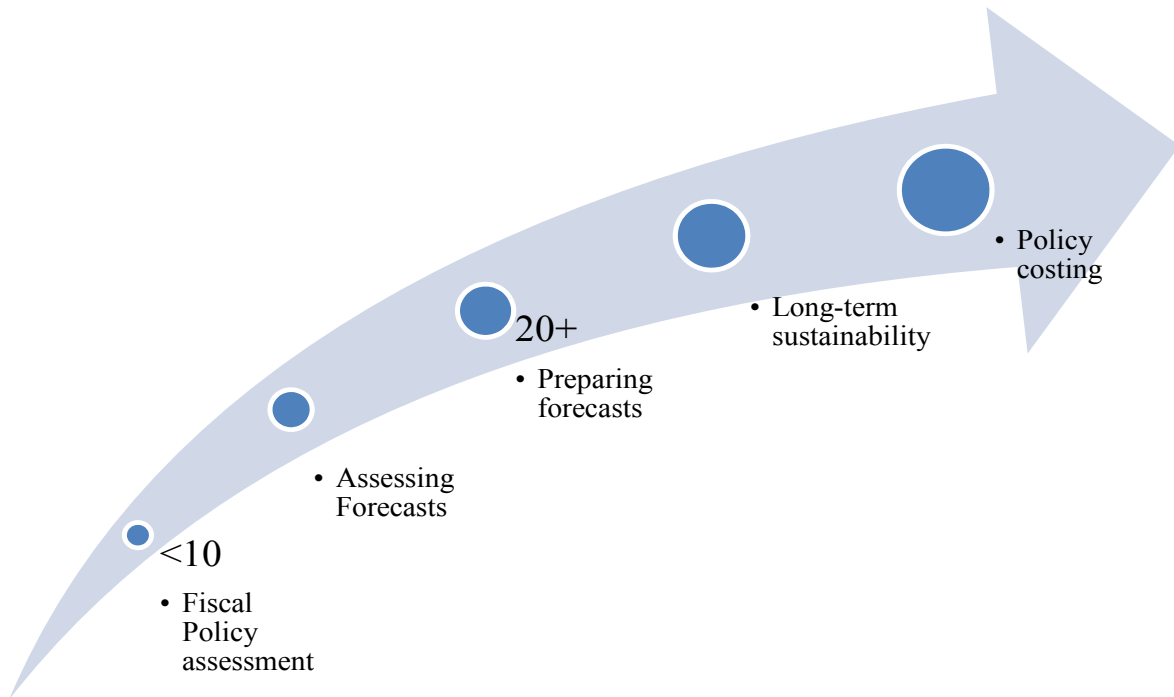 <10
• Fiscal
Policy
assessment
• Assessing
Forecasts
20+
• Preparing
forecasts
• Long-term
sustainability
• Policy
costing